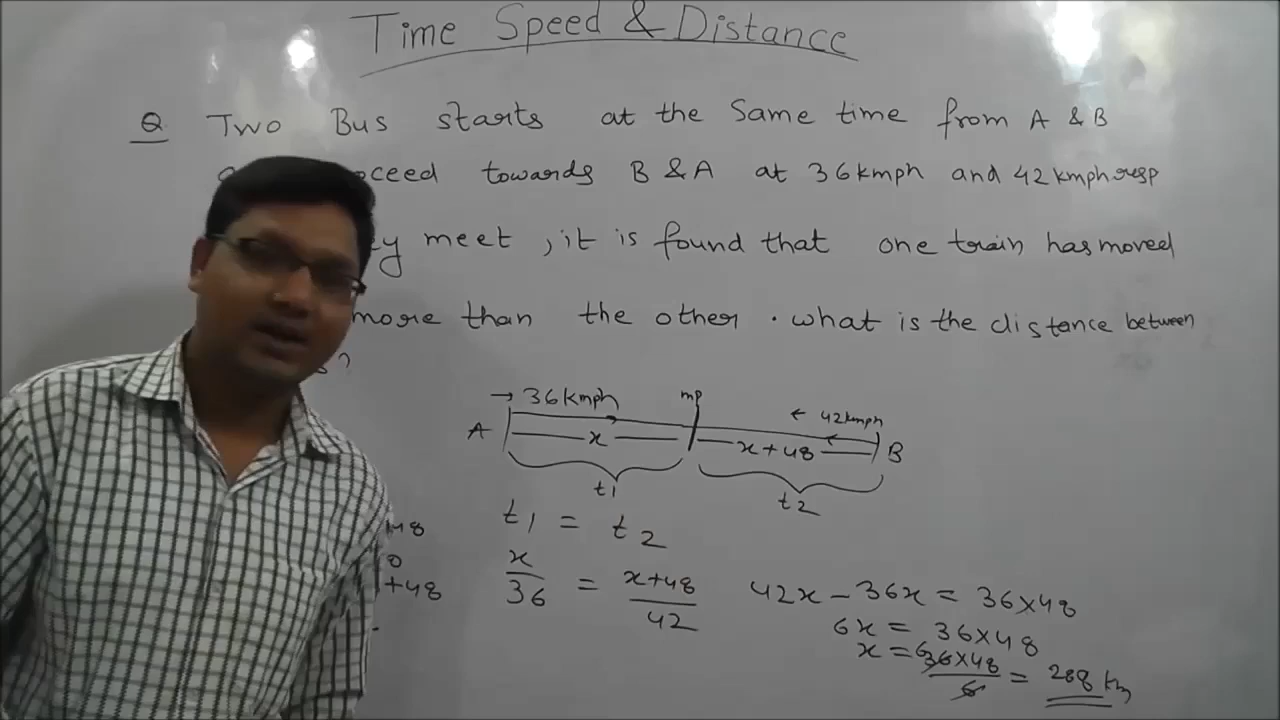 Time Speed & Distance
Q Two Bus starts at the same time from A & B
towards B & A at 36kmph and 42kmph resp
meet, it is found that one train has moved
more than the other. what is the distance between
→ 36kmph
mp
← 42kmph
A
x
x+48
B
t1
t2
t1 = t2
x/36 = x+48/42
42x - 36x = 36×48
6x = 36×48
x = 36×48/6 = 288 km
+48